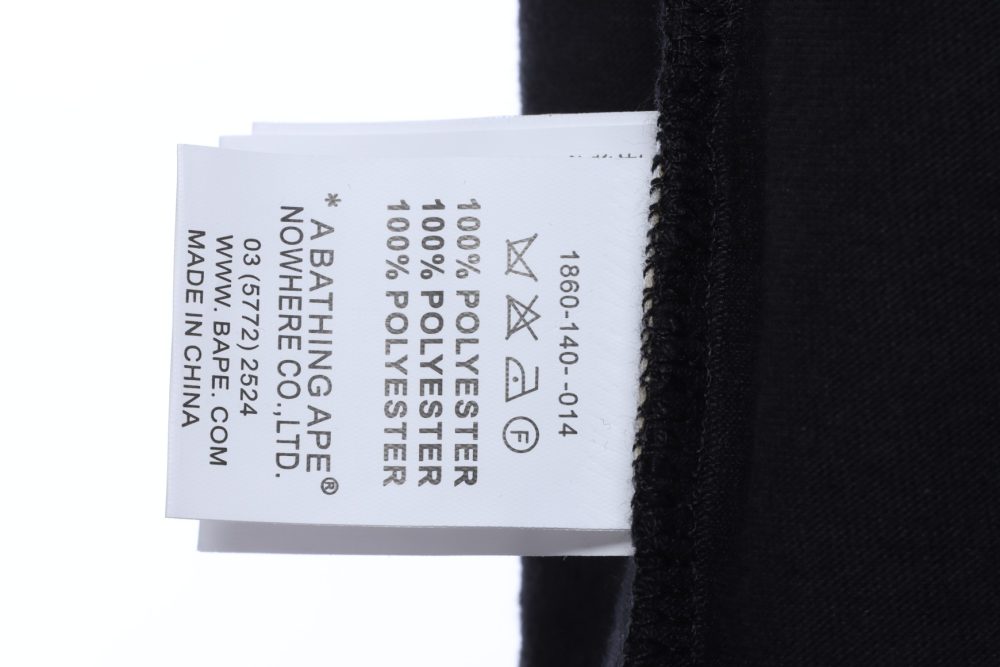 1860-140--014
F
100% POLYESTER
100% POLYESTER
100% POLYESTER
* A BATHING APE®
NOWHERE CO.,LTD.
03(5772)2524
WWW. BAPE. COM
MADE IN CHINA